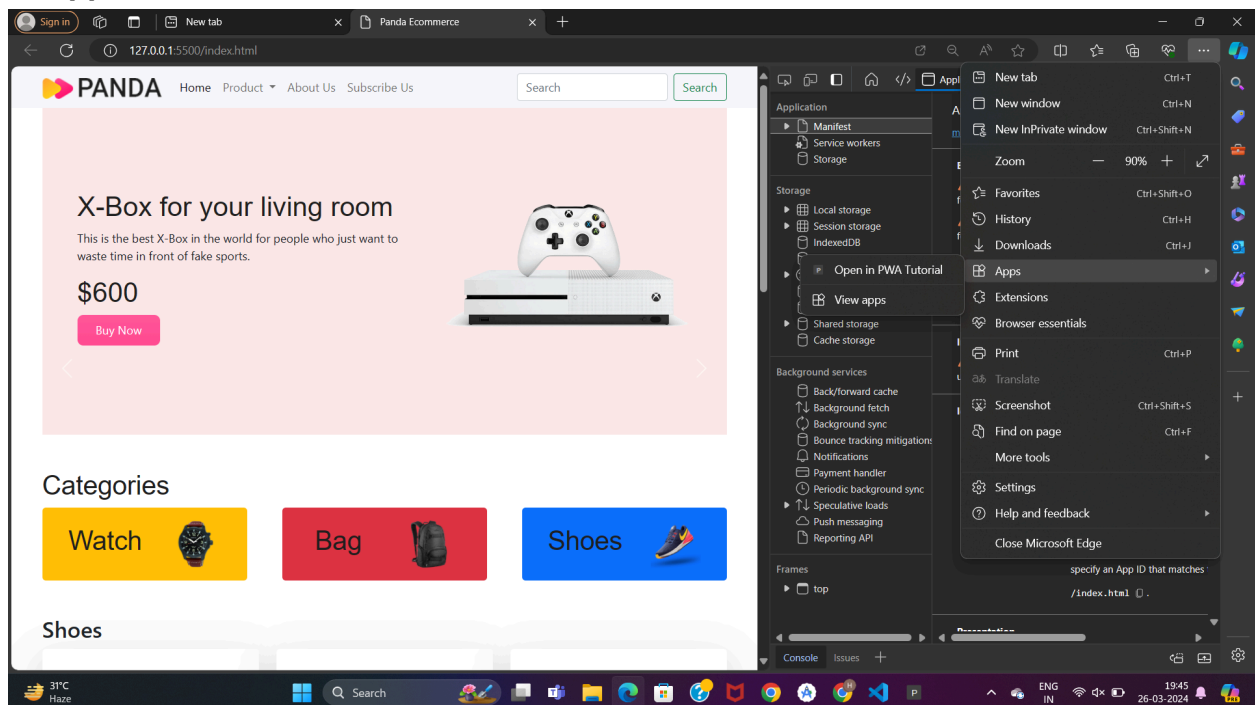 Sign in
New tab
Panda Ecommerce
127.0.0.1:5500/index.html
PANDA
Home Product About Us Subscribe Us
Search
Search
X-Box for your living room
This is the best X-Box in the world for people who just want to
waste time in front of fake sports.
$600
Buy Now
Categories
Watch
Bag
Shoes
Shoes
Application
Manifest
Service workers
Storage
Storage
Local storage
Session storage
IndexedDB
Shared storage
Cache storage
Background services
Back/forward cache
Background fetch
Background sync
Bounce tracking mitigations
Notifications
Payment handler
Periodic background sync
Speculative loads
Push messaging
Reporting API
Frames
top
Open in PWA Tutorial
View apps
New tab Ctrl+T
New window Ctrl+N
New InPrivate window Ctrl+Shift+N
Zoom — 90% +
Favorites Ctrl+Shift+O
History Ctrl+H
Downloads Ctrl+J
Apps
Extensions
Browser essentials
Print Ctrl+P
Translate
Screenshot Ctrl+Shift+S
Find on page Ctrl+F
More tools
Settings
Help and feedback
Close Microsoft Edge
specify an App ID that matches
/index.html .
Console Issues
31°C
Haze
Search
ENG
IN
19:45
26-03-2024